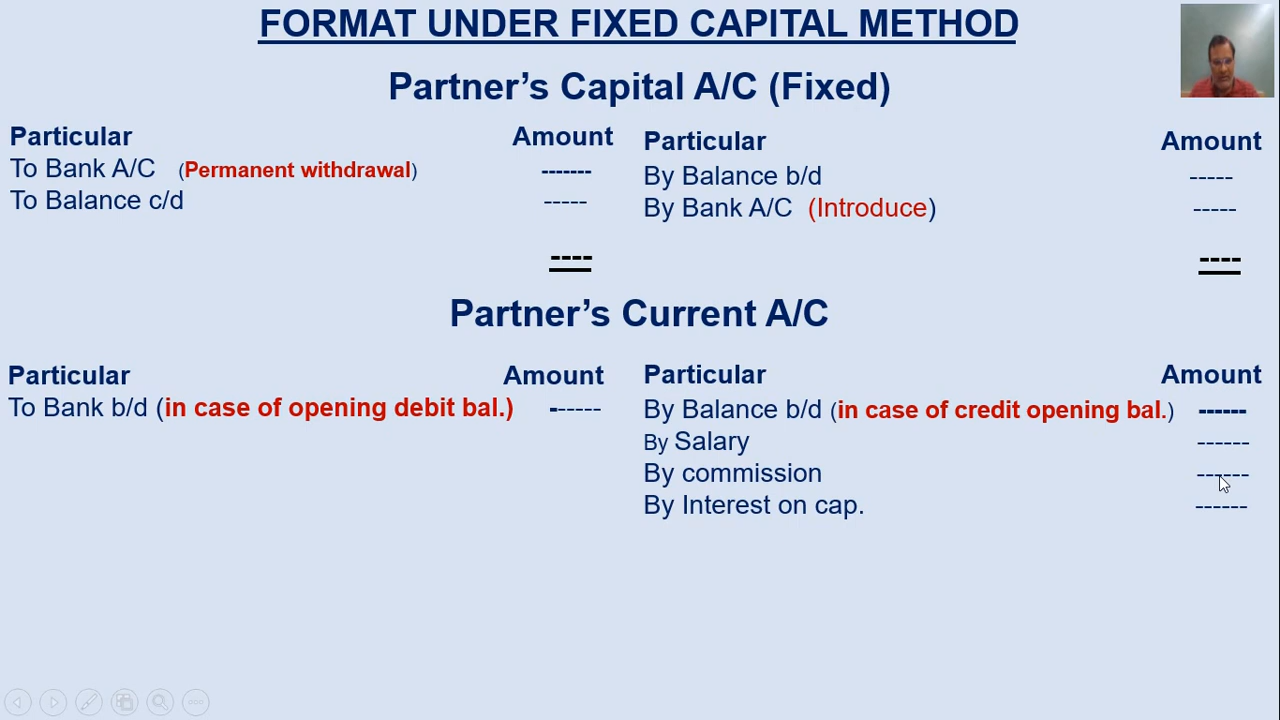 FORMAT UNDER FIXED CAPITAL METHOD
Partner’s Capital A/C (Fixed)
Particular Amount Particular Amount
To Bank A/C (Permanent withdrawal) ------- By Balance b/d -----
To Balance c/d ----- By Bank A/C (Introduce) -----
---- ----
Partner’s Current A/C
Particular Amount Particular Amount
To Bank b/d (in case of opening debit bal.) ------ By Balance b/d (in case of credit opening bal.) ------
By Salary ------
By commission ------
By Interest on cap. ------